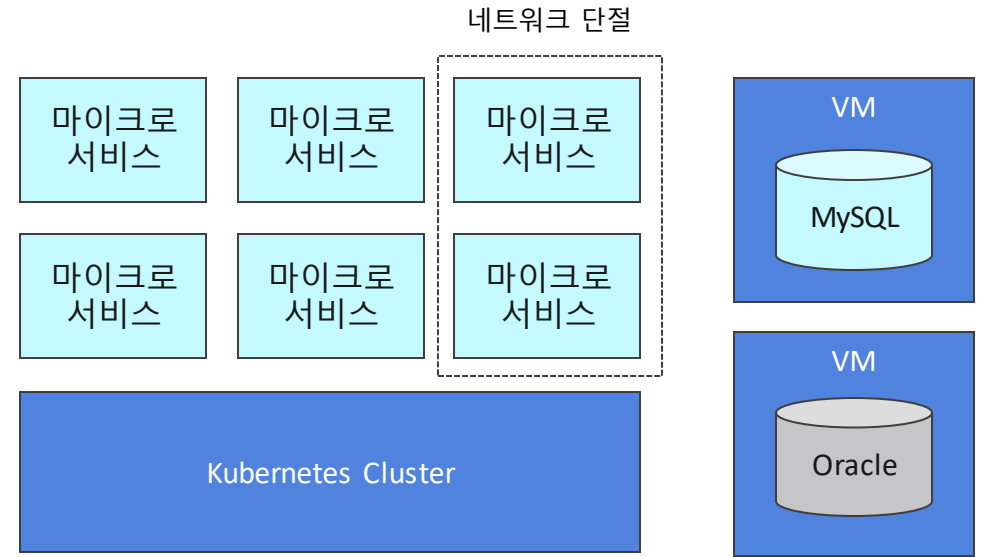 네트워크 단절
마이크로
서비스
마이크로
서비스
마이크로
서비스
VM
MySQL
마이크로
서비스
마이크로
서비스
마이크로
서비스
VM
Oracle
Kubernetes Cluster